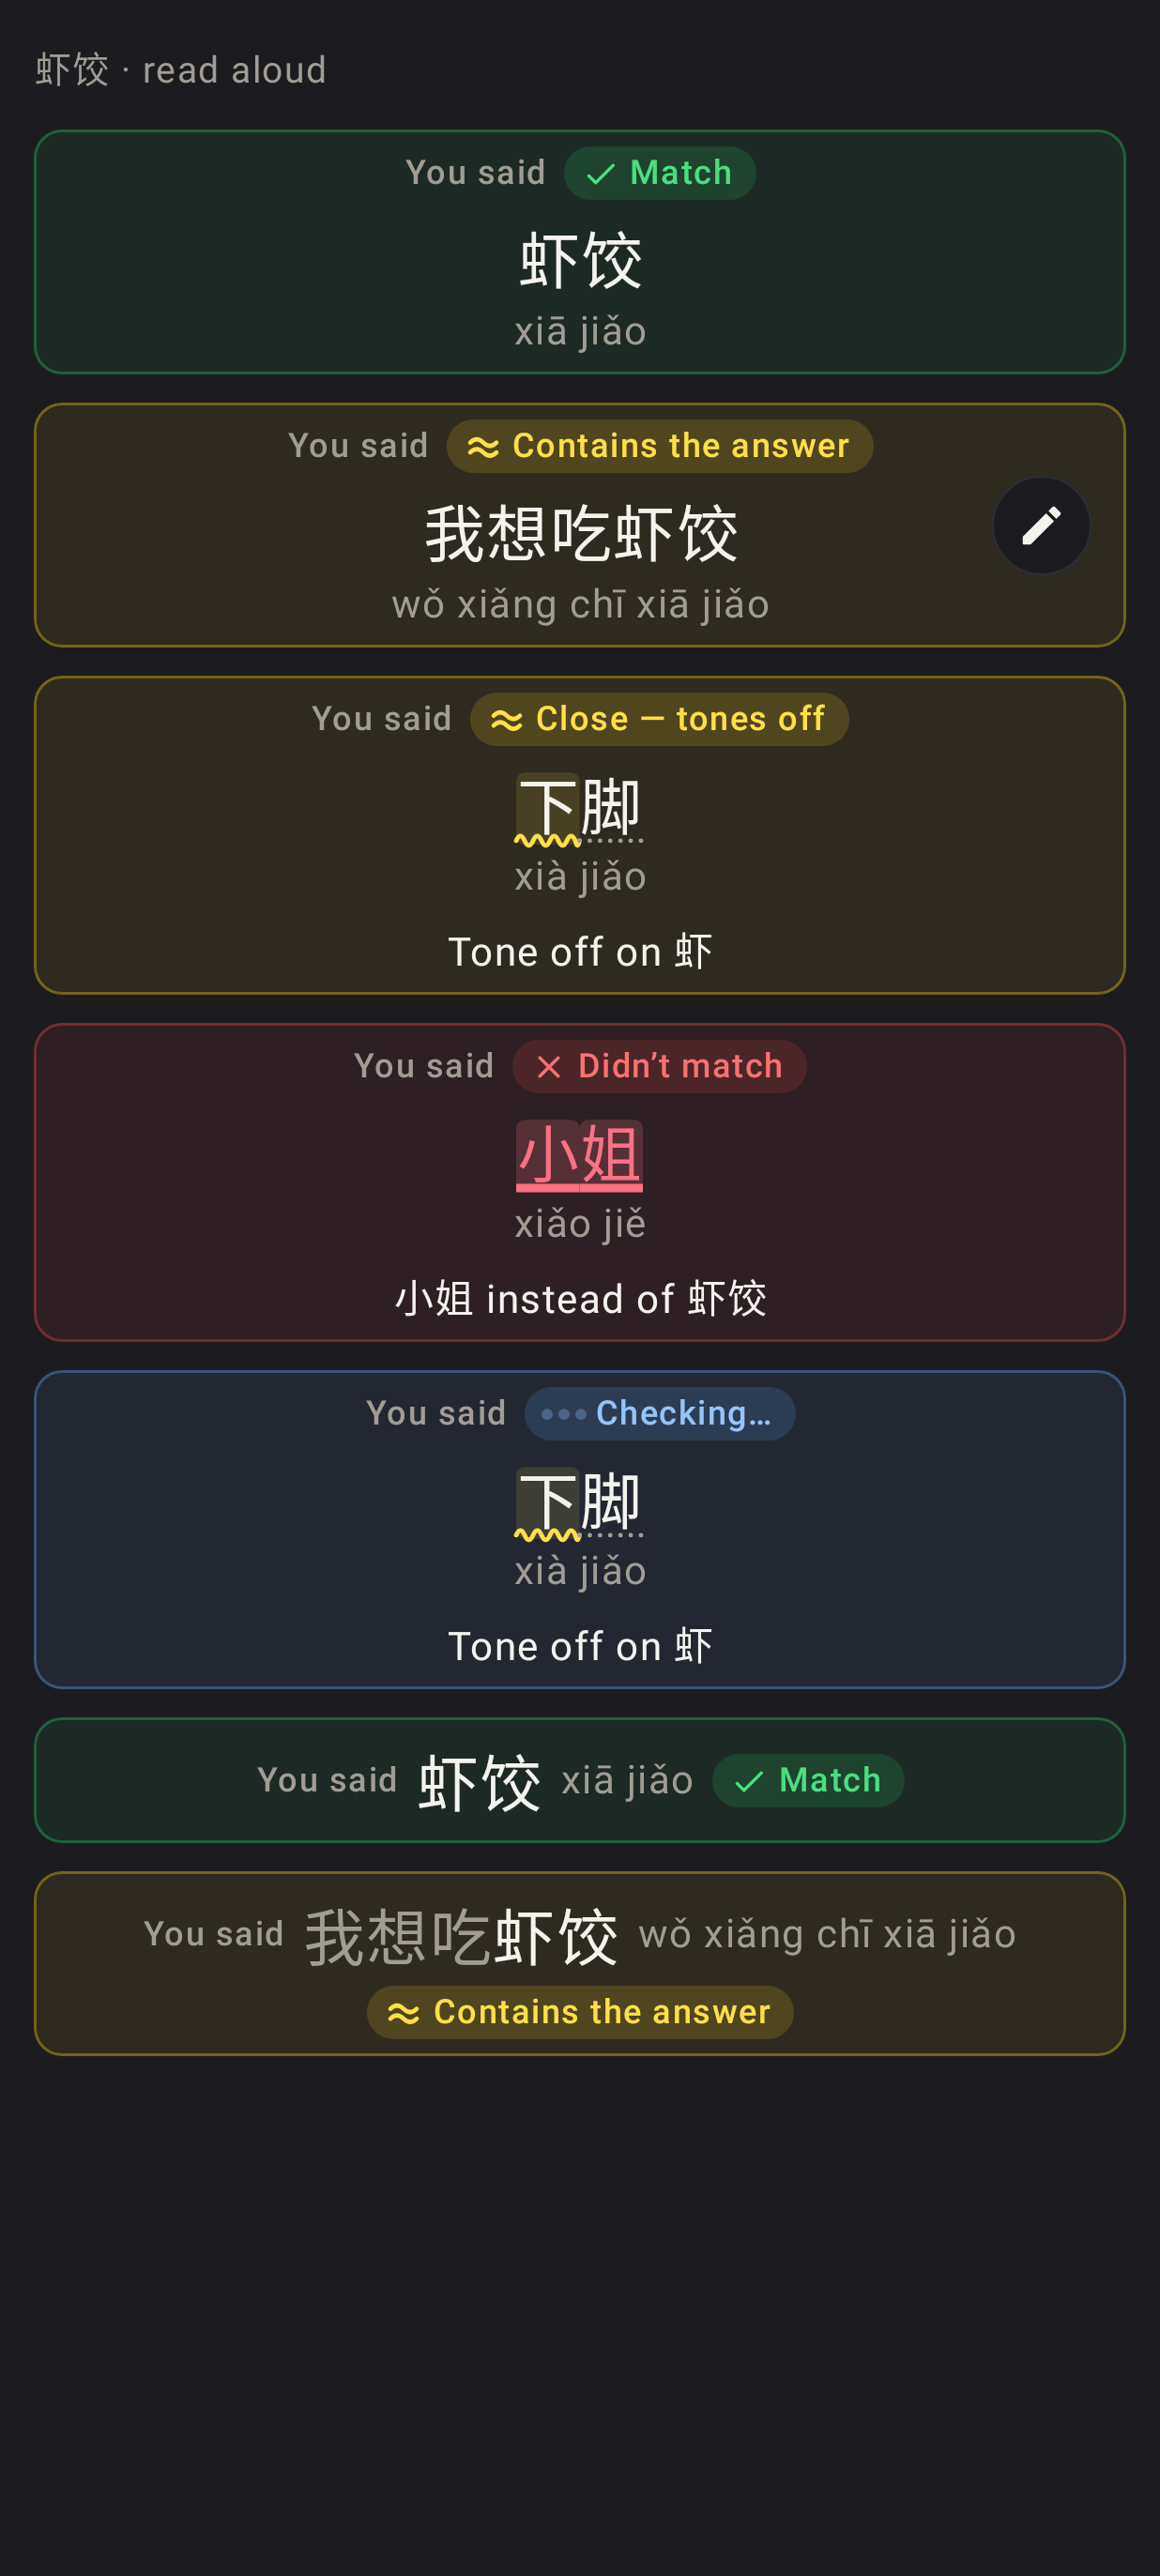 虾饺 · read aloud
You said Match
虾饺
xiā jiǎo
You said Contains the answer
我想吃虾饺
wǒ xiǎng chī xiā jiǎo
You said Close — tones off
下脚
xià jiǎo
Tone off on 虾
You said Didn’t match
小姐
xiǎo jiě
小姐 instead of 虾饺
You said Checking…
下脚
xià jiǎo
Tone off on 虾
You said 虾饺 xiā jiǎo Match
You said 我想吃虾饺 wǒ xiǎng chī xiā jiǎo
Contains the answer